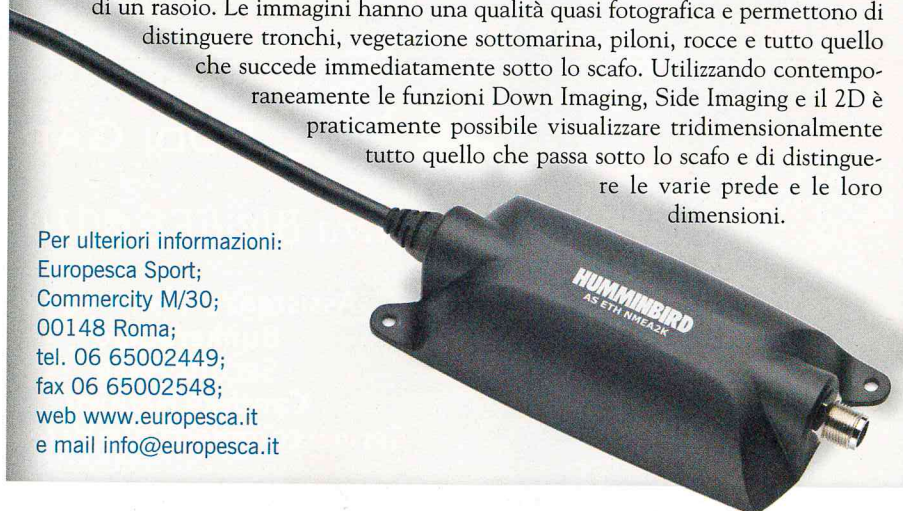 di un rasoio. Le immagini hanno una qualità quasi fotografica e permettono di
distinguere tronchi, vegetazione sottomarina, piloni, rocce e tutto quello
che succede immediatamente sotto lo scafo. Utilizzando contempo-
raneamente le funzioni Down Imaging, Side Imaging e il 2D è
praticamente possibile visualizzare tridimensionalmente
tutto quello che passa sotto lo scafo e di distingue-
re le varie prede e le loro
dimensioni.
Per ulteriori informazioni:
Europesca Sport;
Commercity M/30;
00148 Roma;
tel. 06 65002449;
fax 06 65002548;
web www.europesca.it
e mail info@europesca.it
HUMMINBIRD
AS ETH NMEA2K